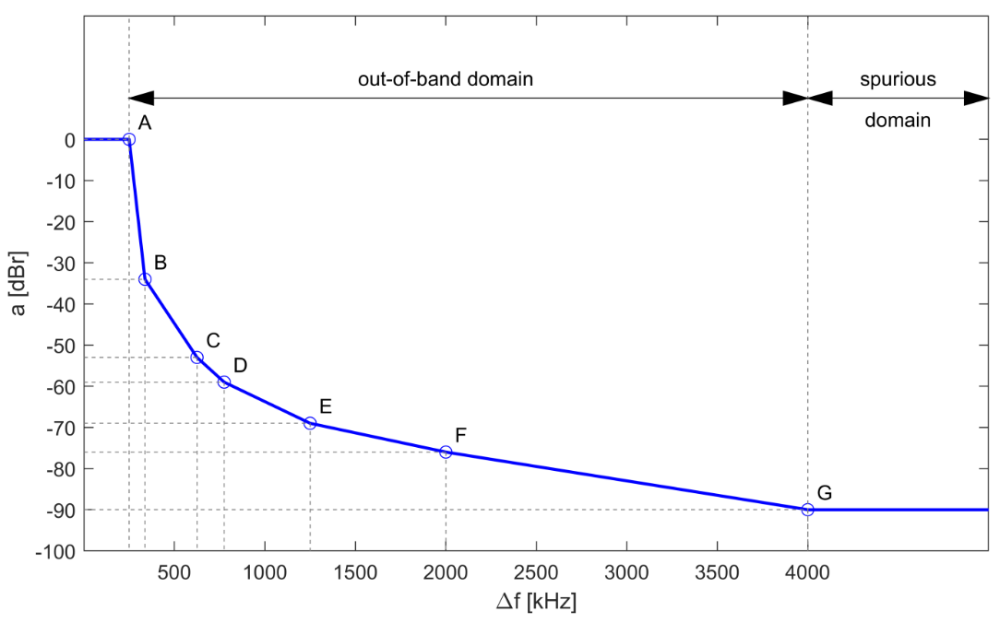 out-of-band domain
spurious
domain
A
B
C
D
E
F
G
0
-10
-20
-30
-40
-50
-60
-70
-80
-90
-100
a [dBr]
500 1000 1500 2000 2500 3000 3500 4000
Δf [kHz]